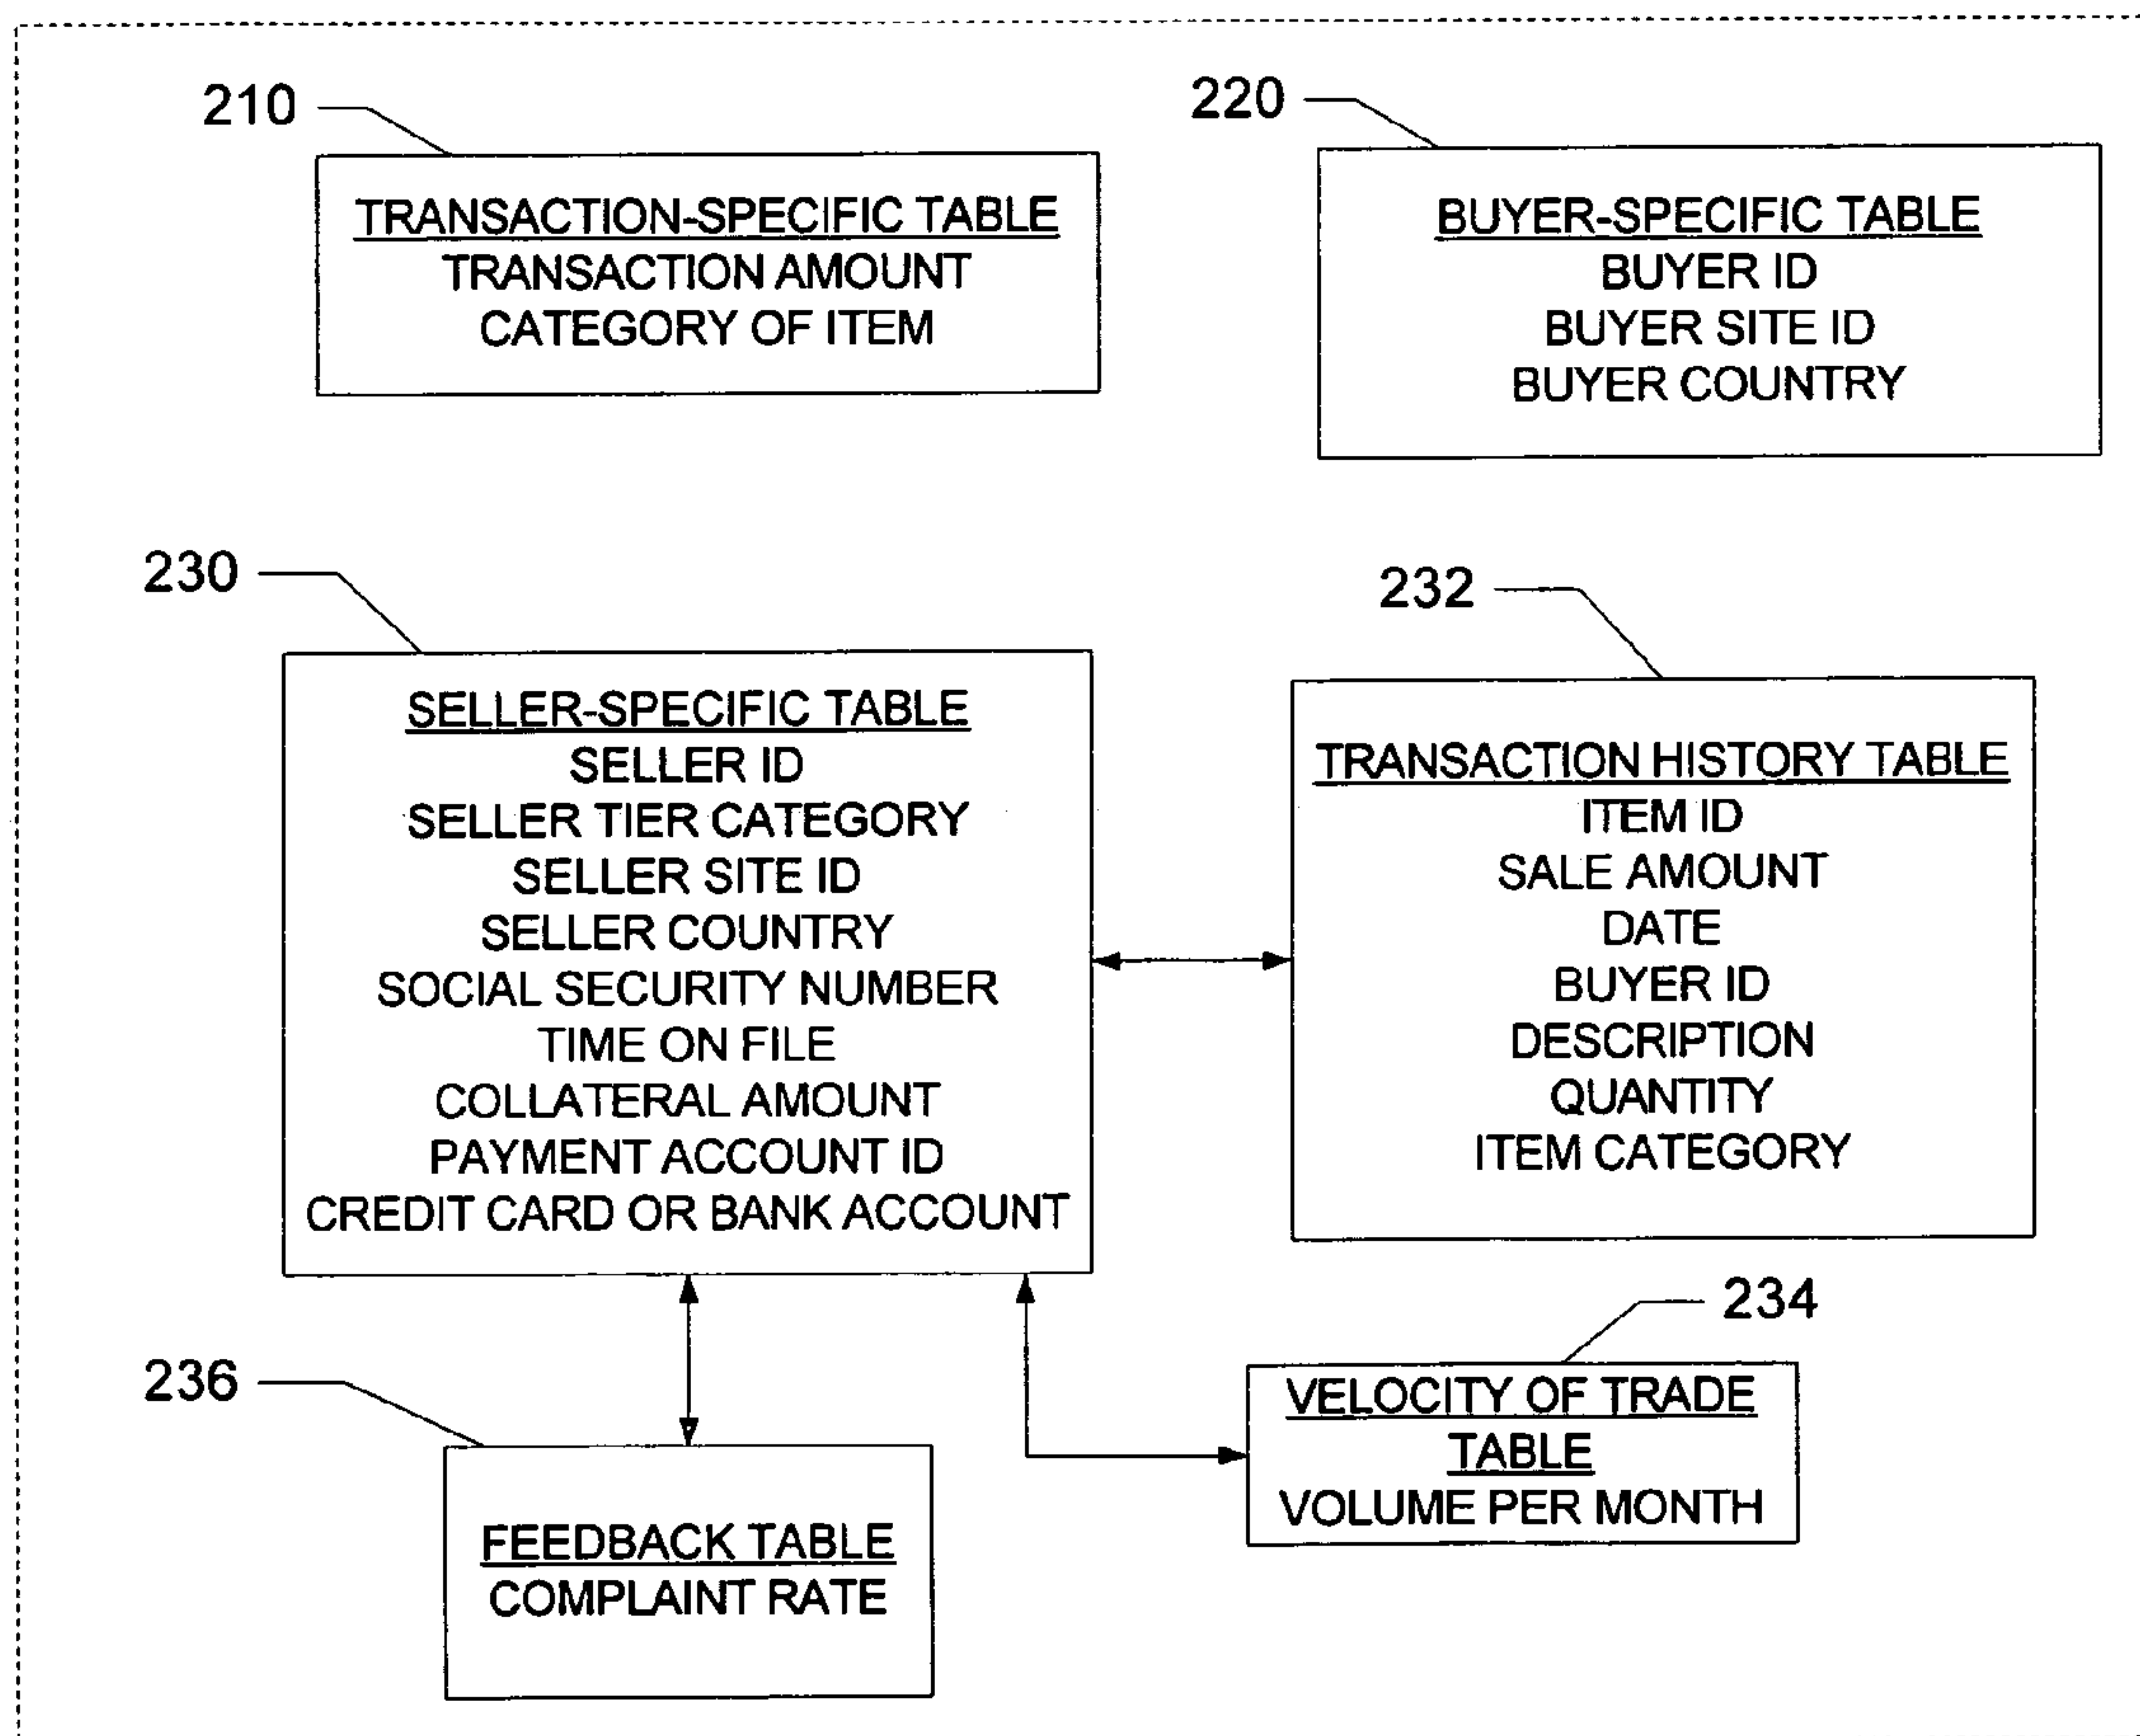 210
TRANSACTION-SPECIFIC TABLE
TRANSACTION AMOUNT
CATEGORY OF ITEM
220
BUYER-SPECIFIC TABLE
BUYER ID
BUYER SITE ID
BUYER COUNTRY
230
SELLER-SPECIFIC TABLE
SELLER ID
SELLER TIER CATEGORY
SELLER SITE ID
SELLER COUNTRY
SOCIAL SECURITY NUMBER
TIME ON FILE
COLLATERAL AMOUNT
PAYMENT ACCOUNT ID
CREDIT CARD OR BANK ACCOUNT
232
TRANSACTION HISTORY TABLE
ITEM ID
SALE AMOUNT
DATE
BUYER ID
DESCRIPTION
QUANTITY
ITEM CATEGORY
236
FEEDBACK TABLE
COMPLAINT RATE
234
VELOCITY OF TRADE
TABLE
VOLUME PER MONTH